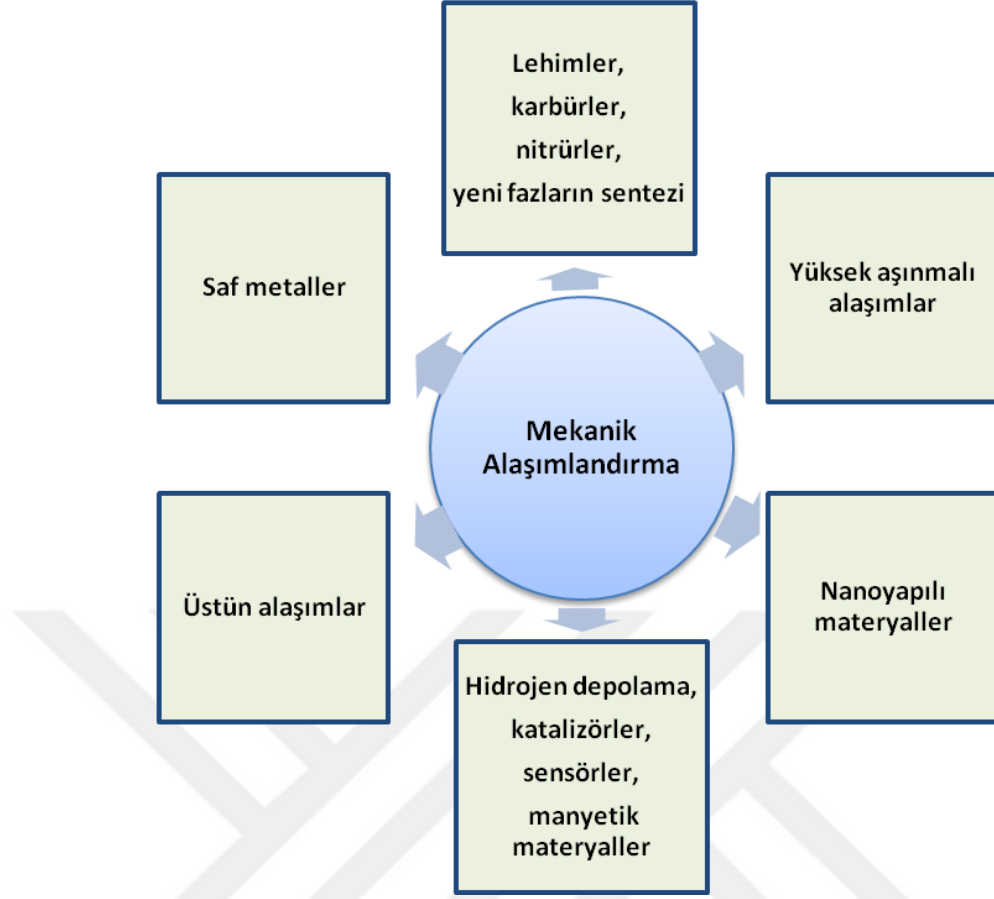 Lehimler,
karbürler,
nitrürler,
yeni fazların sentezi
Saf metaller
Yüksek aşınmalı
alaşımlar
Mekanik
Alaşımlandırma
Üstün alaşımlar
Nanoyapılı
materyaller
Hidrojen depolama,
katalizörler,
sensörler,
manyetik
materyaller